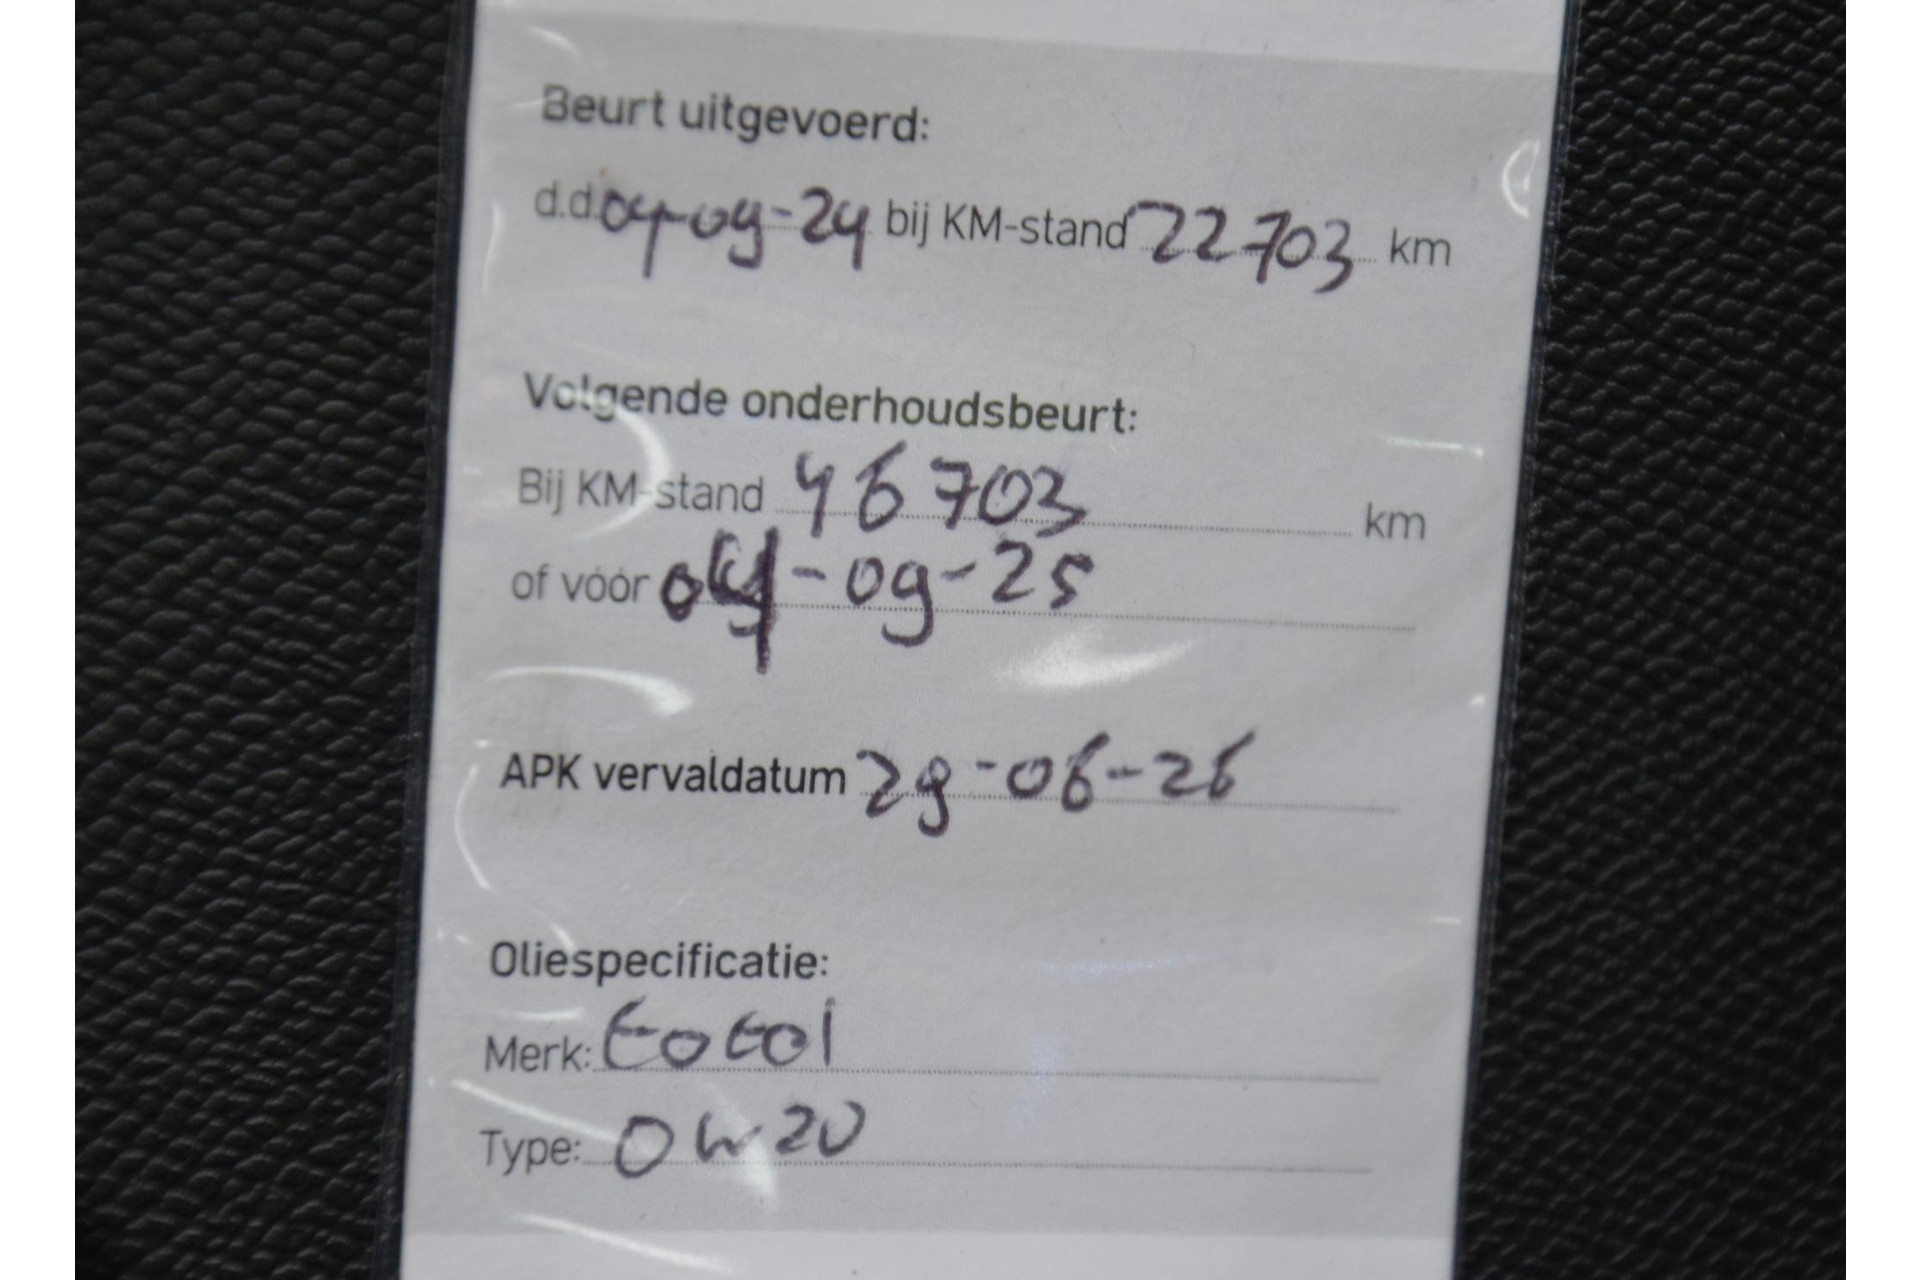 Beurt uitgevoerd:
d.d. 04-09-24 bij KM-stand 22703 km
Volgende onderhoudsbeurt:
Bij KM-stand 46703 km
of vóór 04-09-25
APK vervaldatum 29-06-26
Oliespecificatie:
Merk: total
Type: 0w20